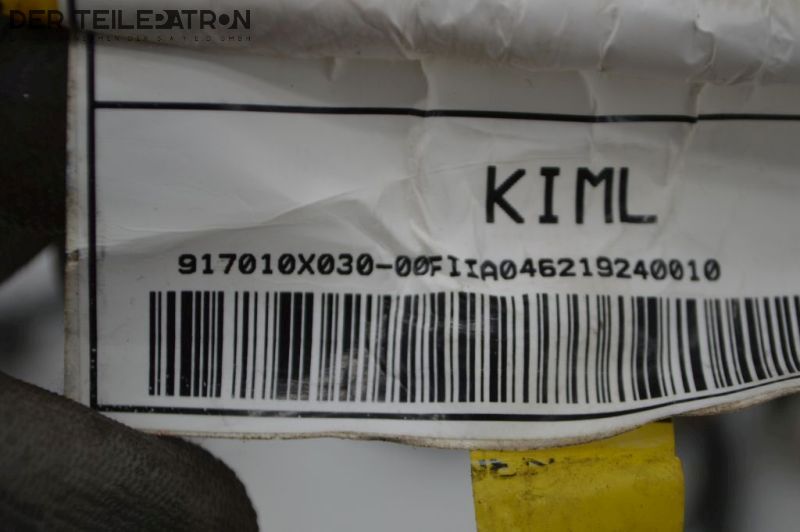 DER TEILEPATRON
KIML
917010X030-00FIIA046219240010